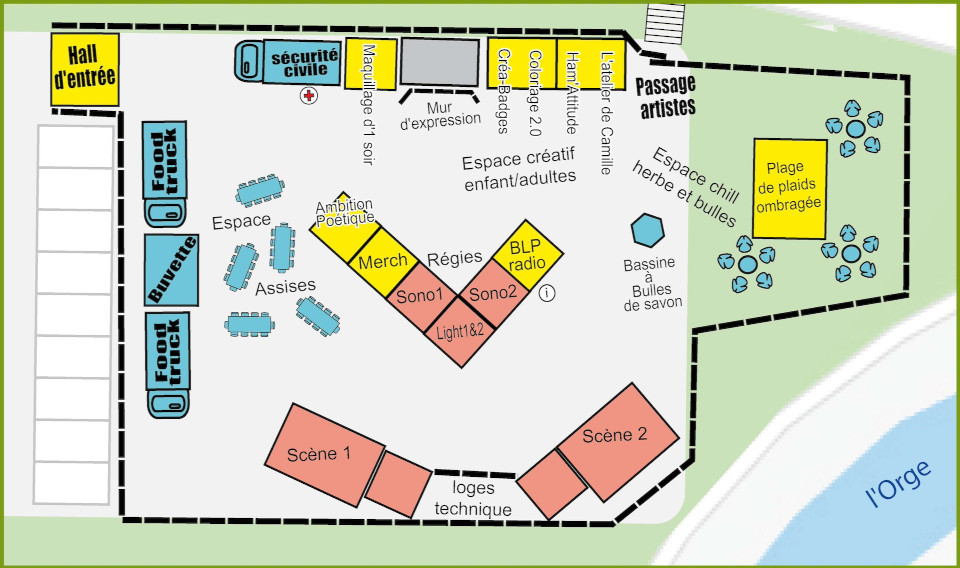 Hall
d'entrée
sécurité
civile
Maquillage d'1 soir
Mur
d'expression
Créa-Badges
Coloriage 2.0
Ham'Attitude
L'atelier de Camille
Passage
artistes
Espace créatif
enfant/adultes
Espace chill
herbe et bulles
Plage
de plaids
ombragée
Food
truck
Espace
Assises
Buvette
Food
truck
Ambition
Poétique
Merch
Régies
BLP
radio
Sono1
Sono2
Light1&2
i
Bassine
à
Bulles
de savon
Scène 1
Scène 2
loges
technique
l'Orge